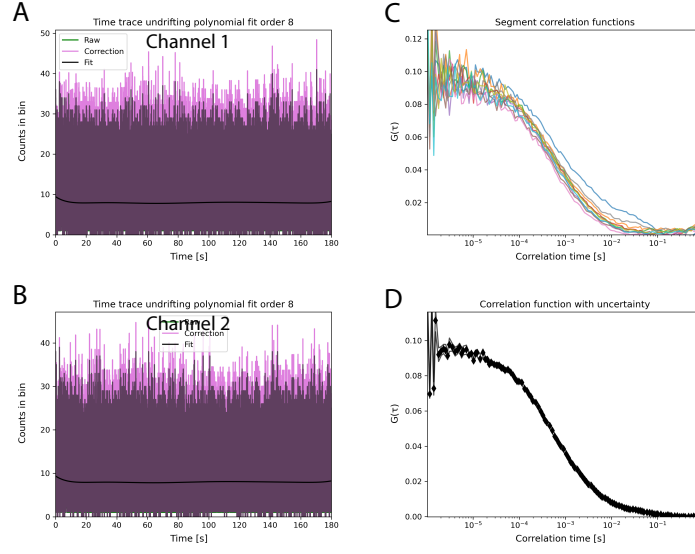 A
Time trace undrifting polynomial fit order 8
Channel 1
Raw
Correction
Fit
50
40
30
20
10
0
Counts in bin
0 20 40 60 80 100 120 140 160 180
Time [s]
C
Segment correlation functions
0.12
0.10
0.08
0.06
0.04
0.02
G(τ)
10⁻⁵ 10⁻⁴ 10⁻³ 10⁻² 10⁻¹
Correlation time [s]
B
Time trace undrifting polynomial fit order 8
Channel 2
Raw
Correction
Fit
40
30
20
10
0
Counts in bin
0 20 40 60 80 100 120 140 160 180
Time [s]
D
Correlation function with uncertainty
0.10
0.08
0.06
0.04
0.02
0.00
G(τ)
10⁻⁵ 10⁻⁴ 10⁻³ 10⁻² 10⁻¹
Correlation time [s]